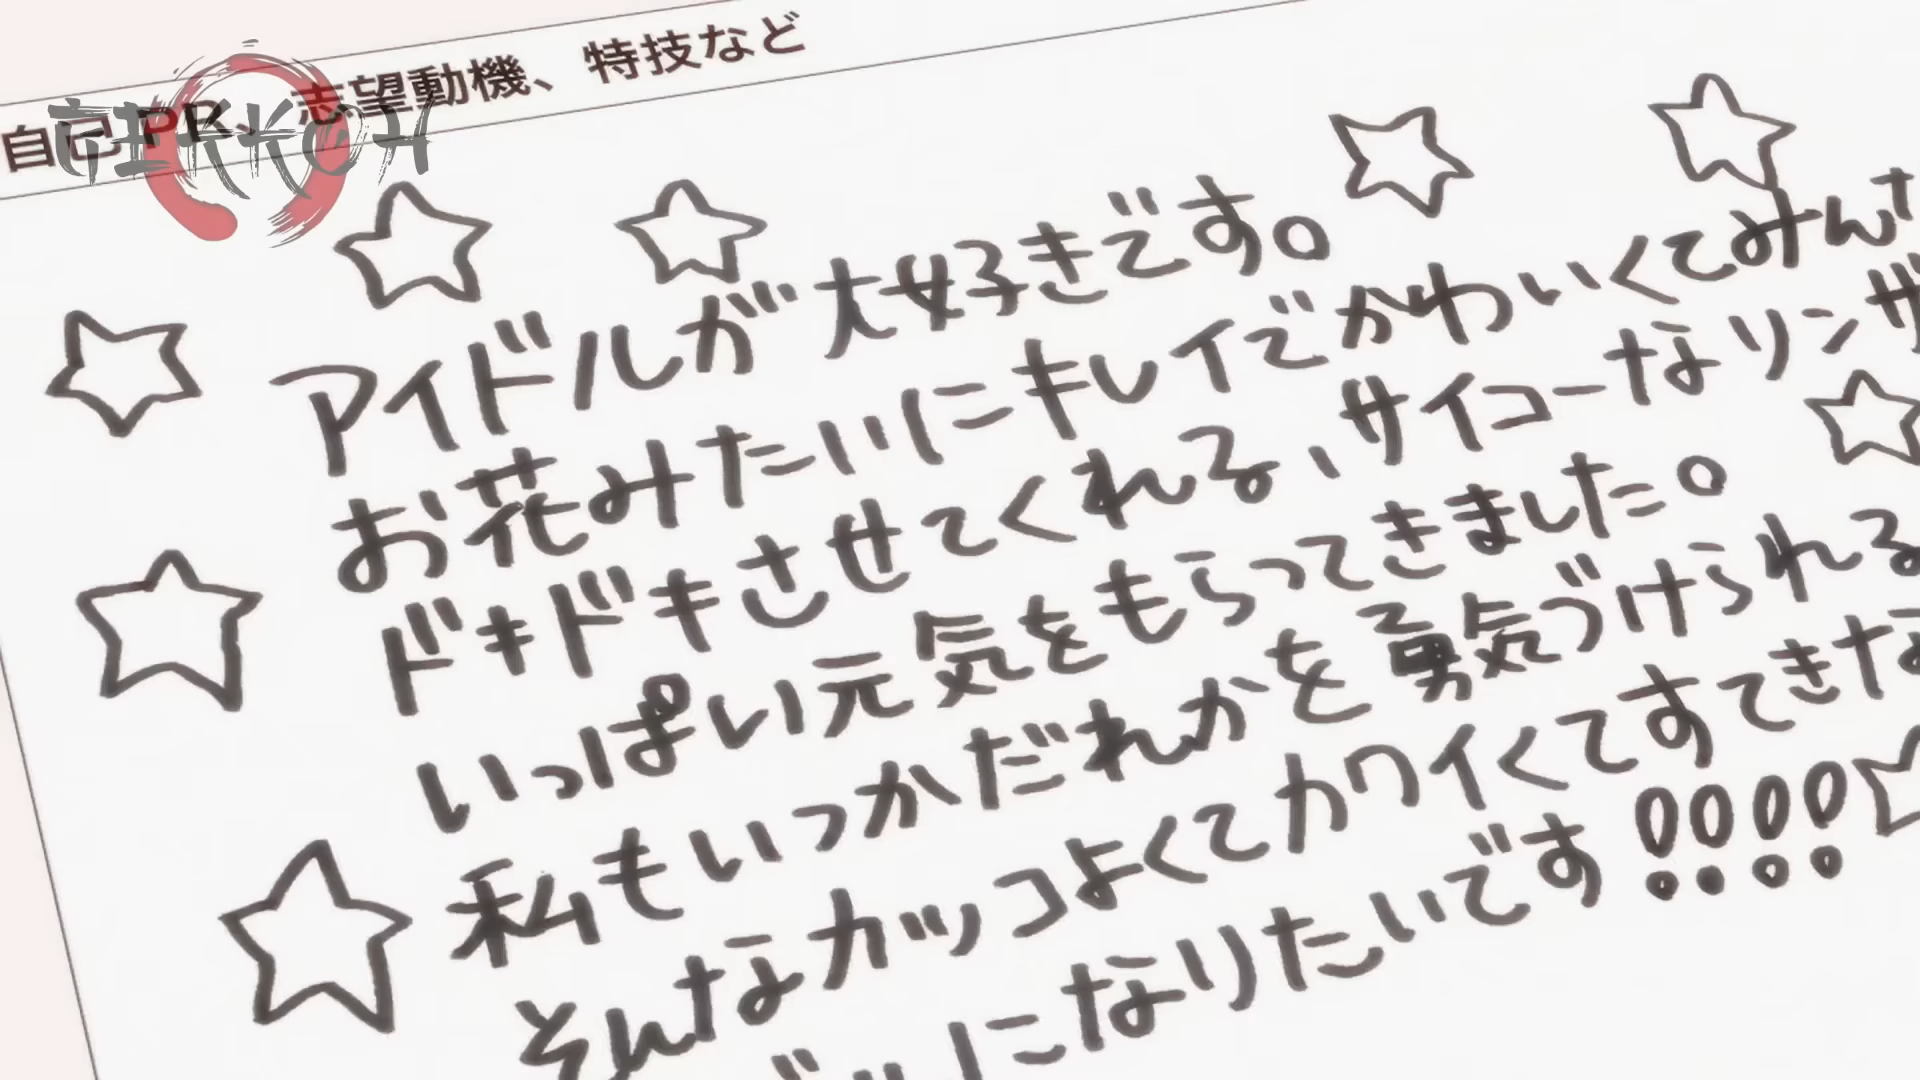 自己PR、志望動機、特技など
GEKKOH
アイドルが大好きです。
お花みたいにキレイでかわいくてみんな
ドキドキさせてくれる、サイコーなリンザ
いっぱい元気をもらってきました。
私もいつかだれかを勇気づけられる
そんなカッコよくてカワイくてすてきな
になりたいです!!!!